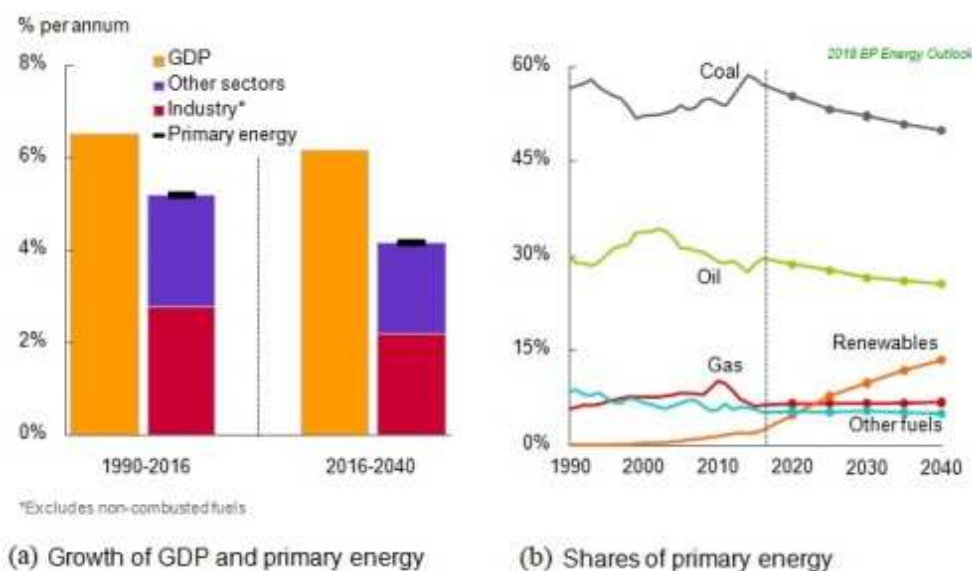 % per annum
8%
6%
4%
2%
0%
GDP
Other sectors
Industry*
Primary energy
1990-2016
2016-2040
*Excludes non-combusted fuels
(a) Growth of GDP and primary energy
2018 BP Energy Outlook
60%
45%
30%
15%
0%
Coal
Oil
Gas
Renewables
Other fuels
1990
2000
2010
2020
2030
2040
(b) Shares of primary energy